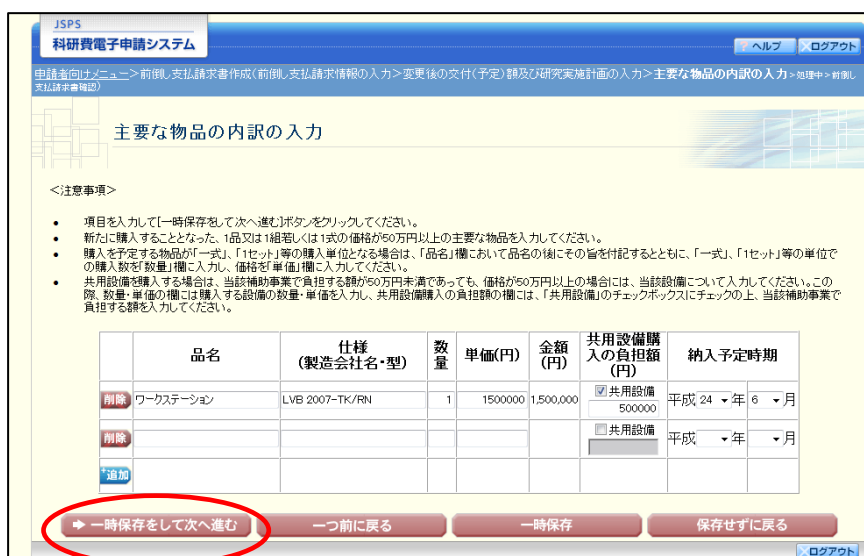 JSPS
科研費電子申請システム
? ヘルプ
×ログアウト
申請者向けメニュー>前倒し支払請求書作成(前倒し支払請求情報の入力>変更後の交付(予定)額及び研究実施計画の入力>主要な物品の内訳の入力>処理中>前倒し
支払請求書確認)
主要な物品の内訳の入力
<注意事項>
● 項目を入力して[一時保存をして次へ進む]ボタンをクリックしてください。
● 新たに購入することとなった、1品又は1組若しくは1式の価格が50万円以上の主要な物品を入力してください。
● 購入を予定する物品が「一式」、「1セット」等の購入単位となる場合は、「品名」欄において品名の後にその旨を付記するとともに、「一式」、「1セット」等の単位で
の購入数を「数量」欄に入力し、価格を「単価」欄に入力してください。
● 共用設備を購入する場合は、当該補助事業で負担する額が50万円未満であっても、価格が50万円以上の場合には、当該設備について入力してください。この
際、数量・単価の欄には購入する設備の数量・単価を入力し、共用設備購入の負担額の欄には、「共用設備」のチェックボックスにチェックの上、当該補助事業で負
担する額を入力してください。
品名
仕様
(製造会社名・型)
数
量
単価(円)
金額
(円)
共用設備購
入の負担額
(円)
納入予定時期
削除 ワークステーション LVB 2007-TK/RN 1 1500000 1,500,000
共用設備
500000
平成 24 年 6 月
削除
共用設備
平成 年 月
+追加
➡ 一時保存をして次へ進む
一つ前に戻る
一時保存
保存せずに戻る
×ログアウト